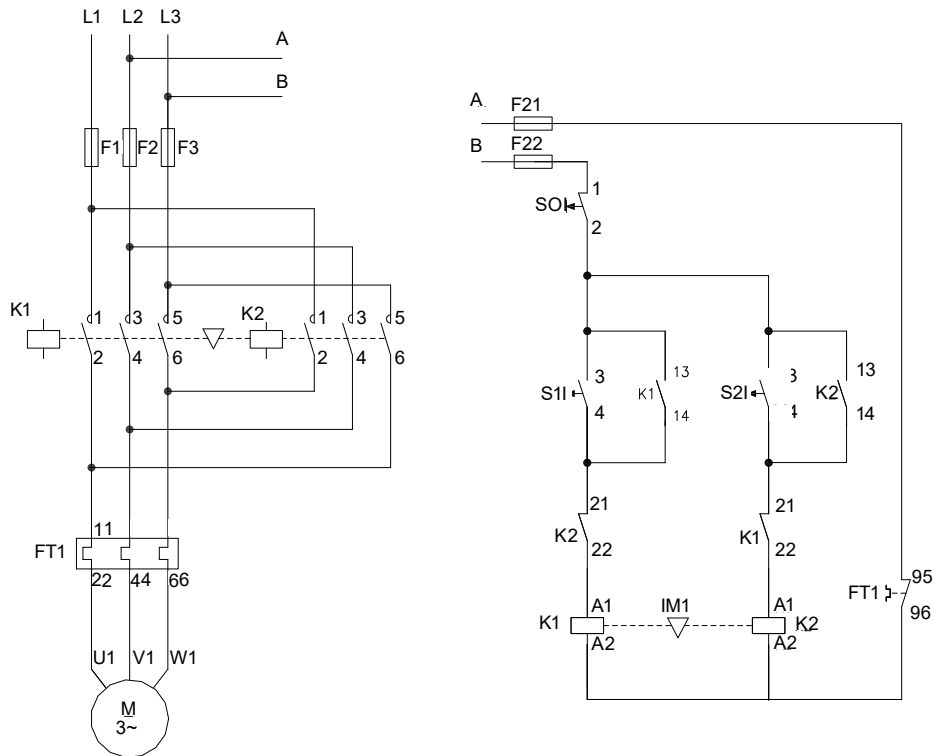 L1 L2 L3
A
B
F1 F2 F3
K1 1 3 5 K2 1 3 5
2 4 6 2 4 6
11
FT1
22 44 66
U1 V1 W1
M
3~
A F21
B F22
1
SOI
2
3 13 13
S1I K1 S2I K2
4 14 14
21 21
K2 K1
22 22
95
FT1
96
A1 IM1 A1
K1 K2
A2 A2